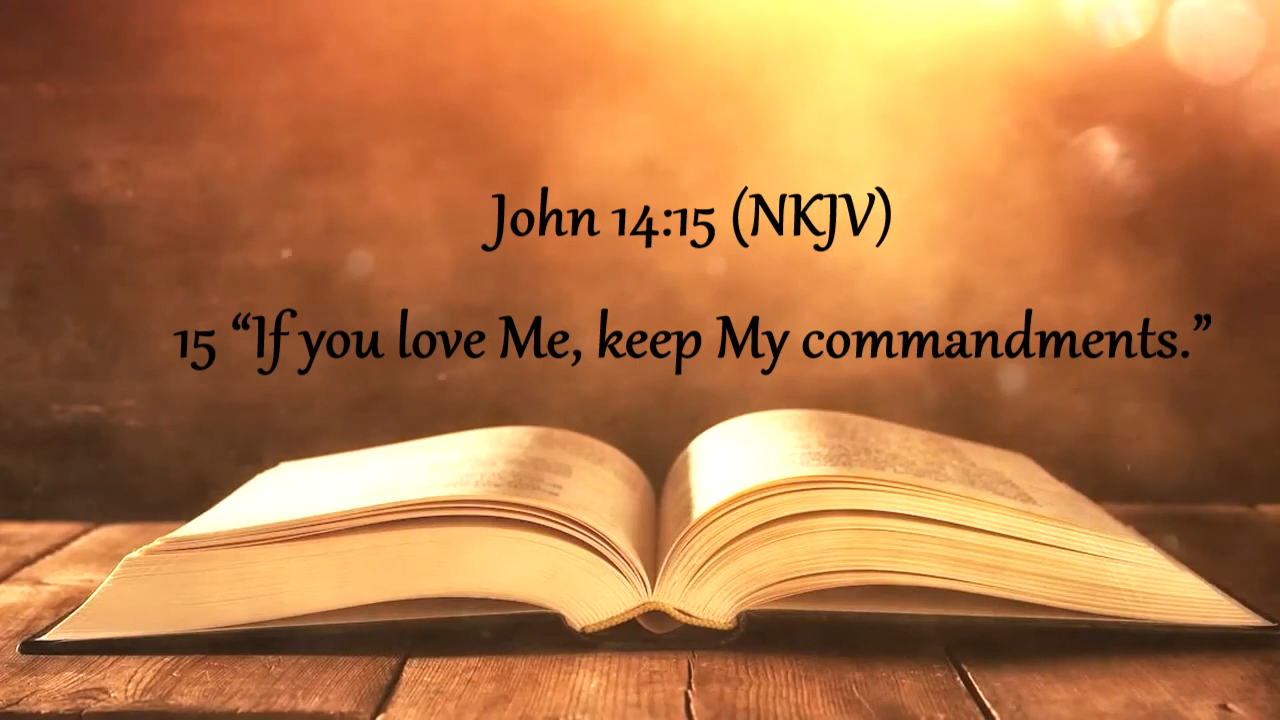 John 14:15 (NKJV)
15 “If you love Me, keep My commandments.”